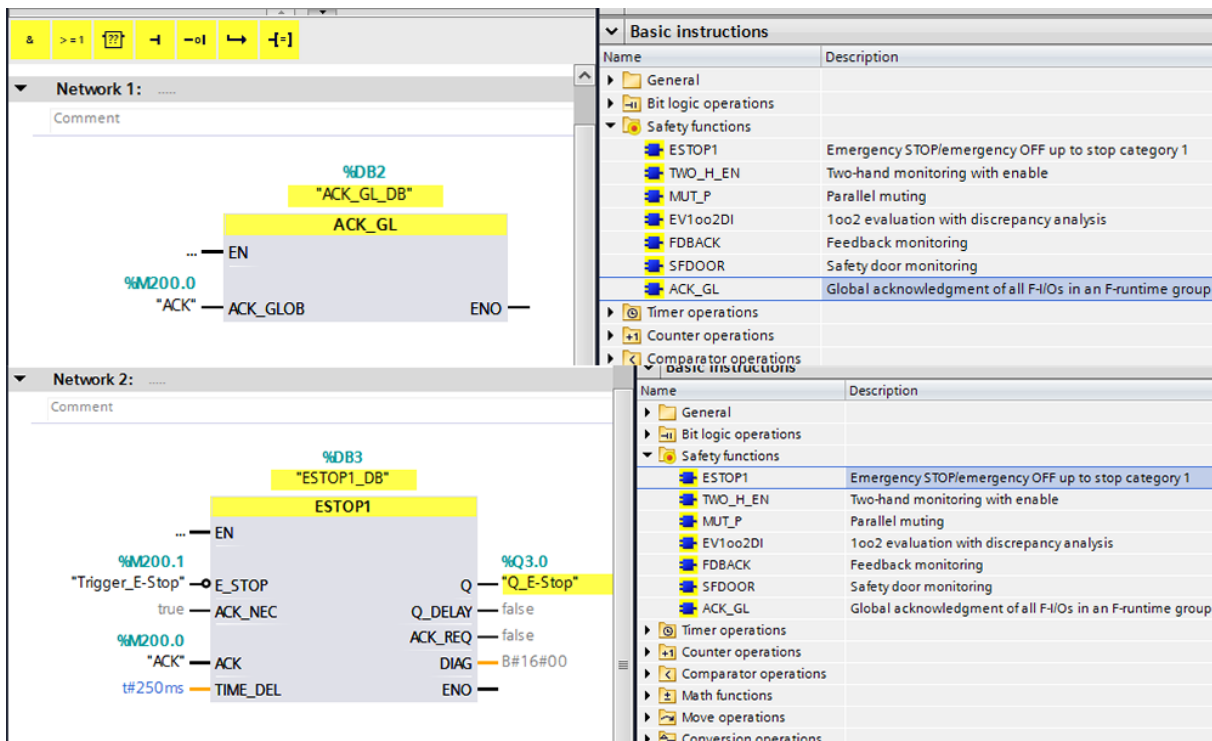 & >=1 ?? -[=]
Network 1: .....
Comment
%DB2
"ACK_GL_DB"
ACK_GL
... EN
%M200.0
"ACK" ACK_GLOB ENO
Basic instructions
Name Description
General
Bit logic operations
Safety functions
ESTOP1 Emergency STOP/emergency OFF up to stop category 1
TWO_H_EN Two-hand monitoring with enable
MUT_P Parallel muting
EV1oo2DI 1oo2 evaluation with discrepancy analysis
FDBACK Feedback monitoring
SFDOOR Safety door monitoring
ACK_GL Global acknowledgment of all F-I/Os in an F-runtime group
Timer operations
Counter operations
Comparator operations
Network 2: .....
Comment
%DB3
"ESTOP1_DB"
ESTOP1
... EN
%M200.1 %Q3.0
"Trigger_E-Stop" E_STOP Q "Q_E-Stop"
true ACK_NEC Q_DELAY false
%M200.0 ACK_REQ false
"ACK" ACK DIAG B#16#00
t#250ms TIME_DEL ENO
Basic instructions
Name Description
General
Bit logic operations
Safety functions
ESTOP1 Emergency STOP/emergency OFF up to stop category 1
TWO_H_EN Two-hand monitoring with enable
MUT_P Parallel muting
EV1oo2DI 1oo2 evaluation with discrepancy analysis
FDBACK Feedback monitoring
SFDOOR Safety door monitoring
ACK_GL Global acknowledgment of all F-I/Os in an F-runtime group
Timer operations
Counter operations
Comparator operations
Math functions
Move operations
Conversion operations